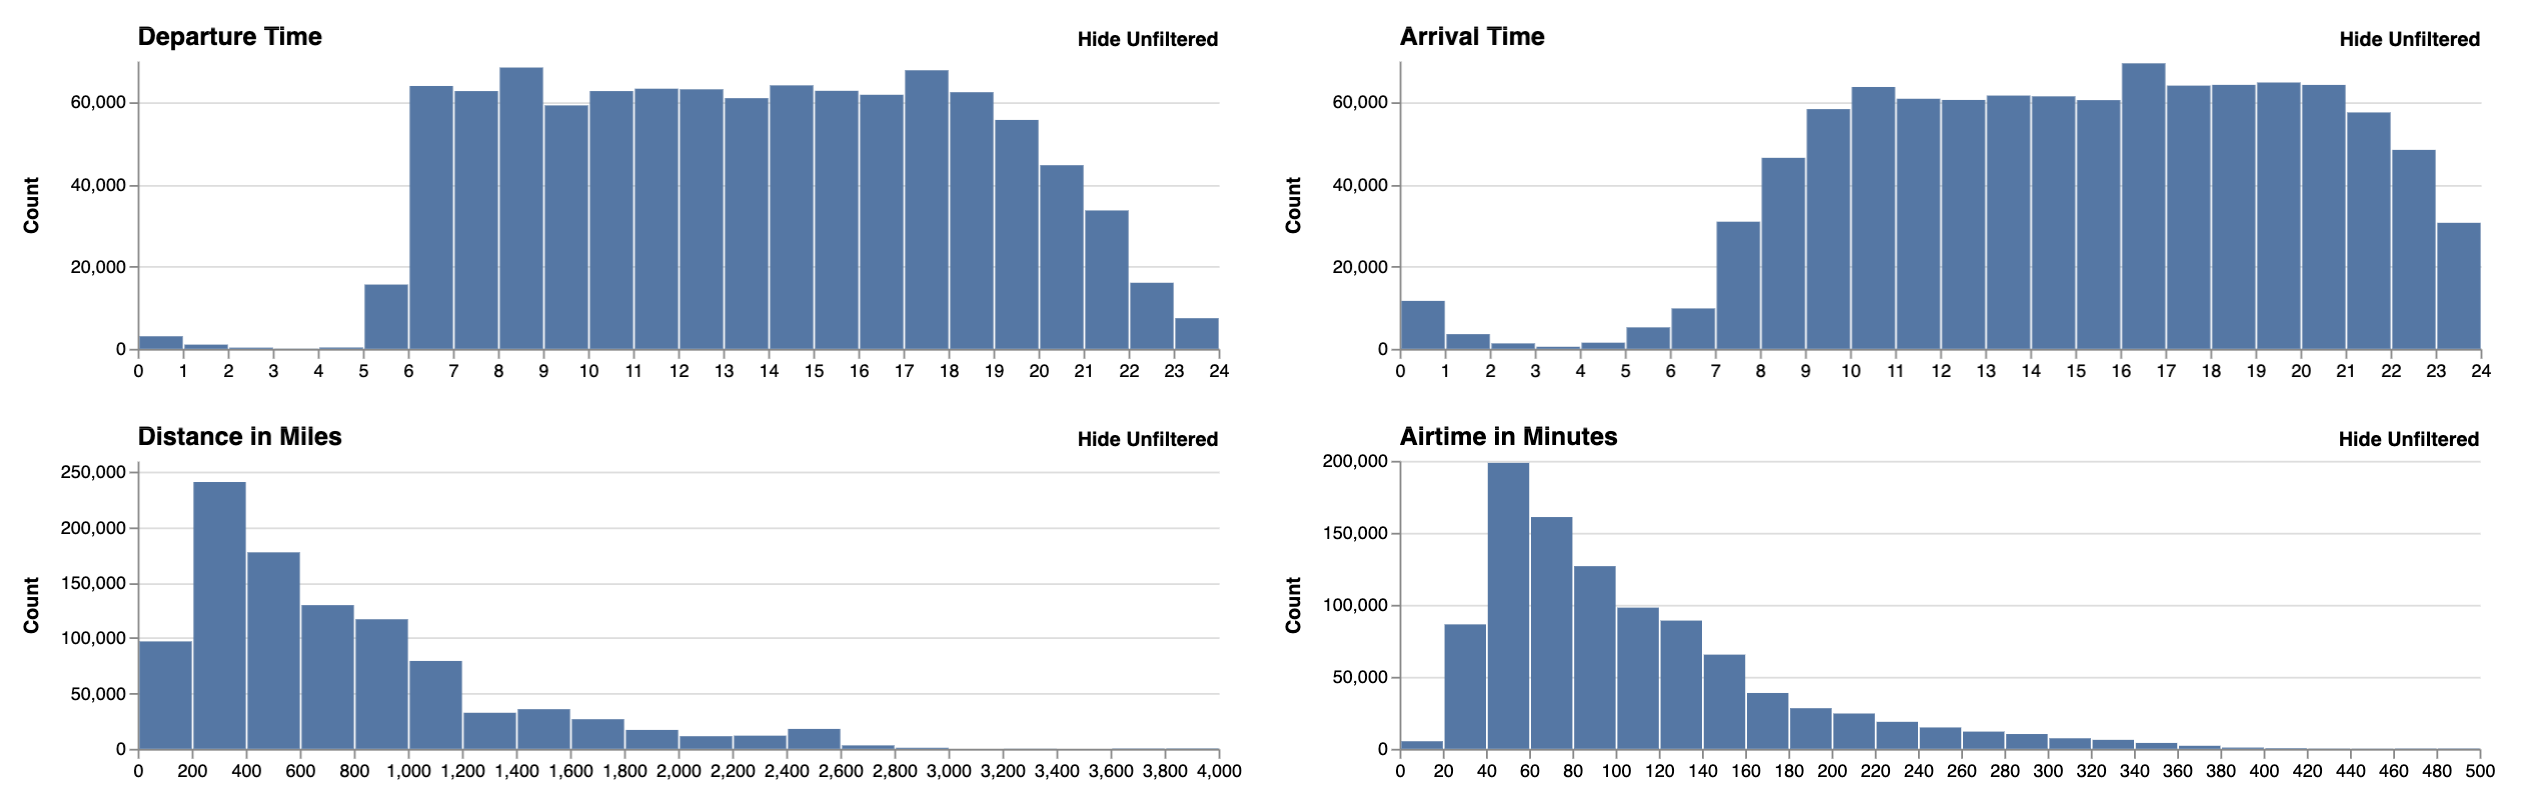 Departure Time
Hide Unfiltered
Count
60,000
40,000
20,000
0
0 1 2 3 4 5 6 7 8 9 10 11 12 13 14 15 16 17 18 19 20 21 22 23 24
Arrival Time
Hide Unfiltered
Count
60,000
40,000
20,000
0
0 1 2 3 4 5 6 7 8 9 10 11 12 13 14 15 16 17 18 19 20 21 22 23 24
Distance in Miles
Hide Unfiltered
Count
250,000
200,000
150,000
100,000
50,000
0
0 200 400 600 800 1,000 1,200 1,400 1,600 1,800 2,000 2,200 2,400 2,600 2,800 3,000 3,200 3,400 3,600 3,800 4,000
Airtime in Minutes
Hide Unfiltered
Count
200,000
150,000
100,000
50,000
0
0 20 40 60 80 100 120 140 160 180 200 220 240 260 280 300 320 340 360 380 400 420 440 460 480 500